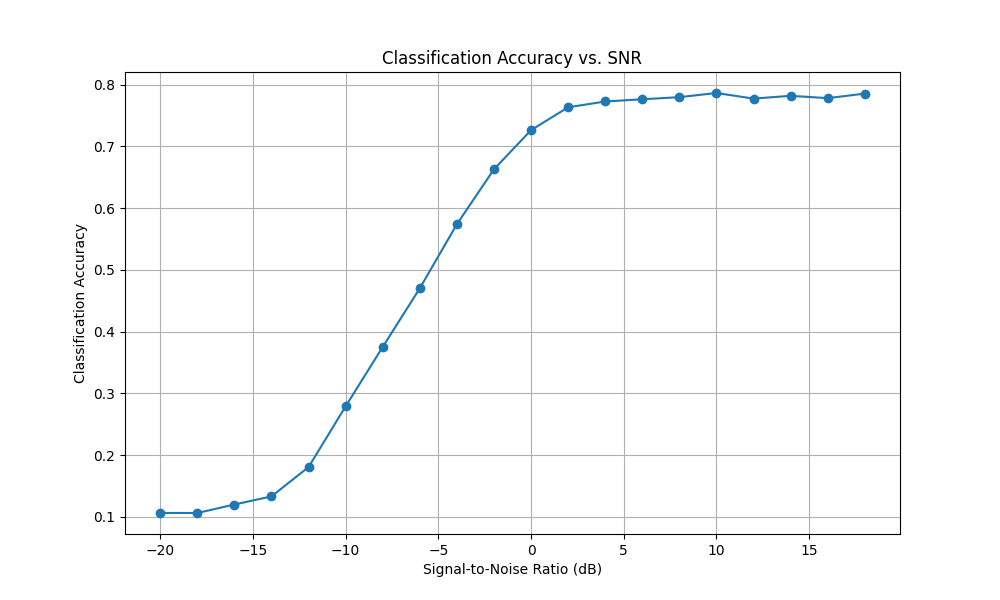 Classification Accuracy vs. SNR
0.8
0.7
0.6
0.5
0.4
0.3
0.2
0.1
Classification Accuracy
−20 −15 −10 −5 0 5 10 15
Signal-to-Noise Ratio (dB)